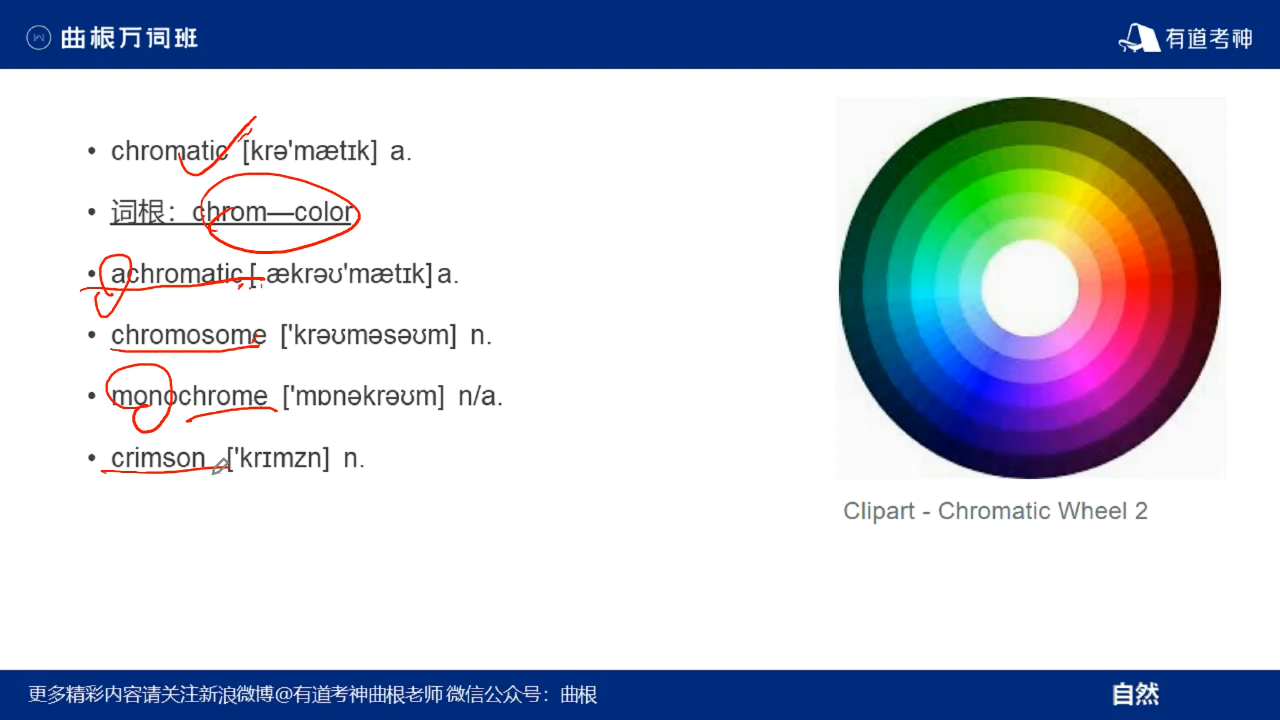 曲根万词班
有道考神
• chromatic [krə'mætɪk] a.
• 词根：chrom—color
• achromatic [ˌækrəʊ'mætɪk] a.
• chromosome ['krəʊməsəʊm] n.
• monochrome ['mɒnəkrəʊm] n/a.
• crimson ['krɪmzn] n.
Clipart - Chromatic Wheel 2
更多精彩内容请关注新浪微博@有道考神曲根老师 微信公众号：曲根
自然